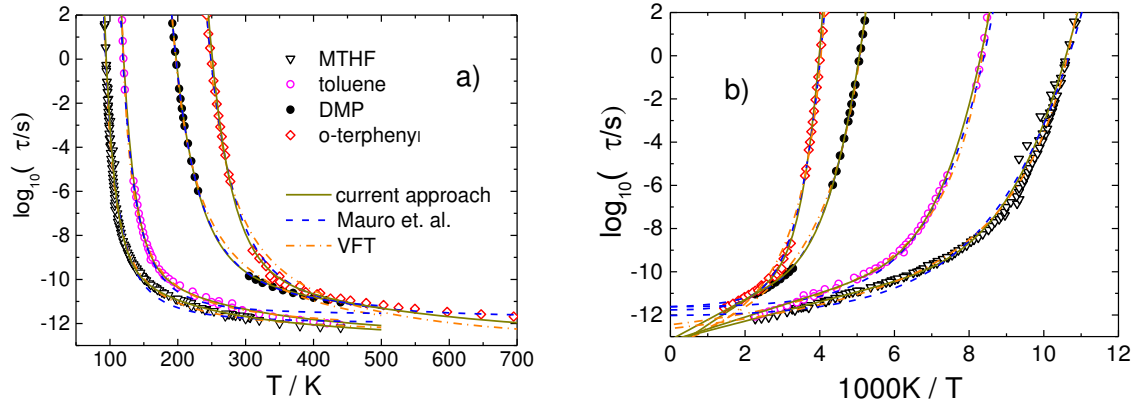 2
0
-2
-4
-6
-8
-10
-12
log10( τ/s)
100 200 300 400 500 600 700
T / K
a)
MTHF
toluene
DMP
o-terphenyl
current approach
Mauro et. al.
VFT
2
0
-2
-4
-6
-8
-10
-12
log10( τ/s)
0 2 4 6 8 10 12
1000K / T
b)